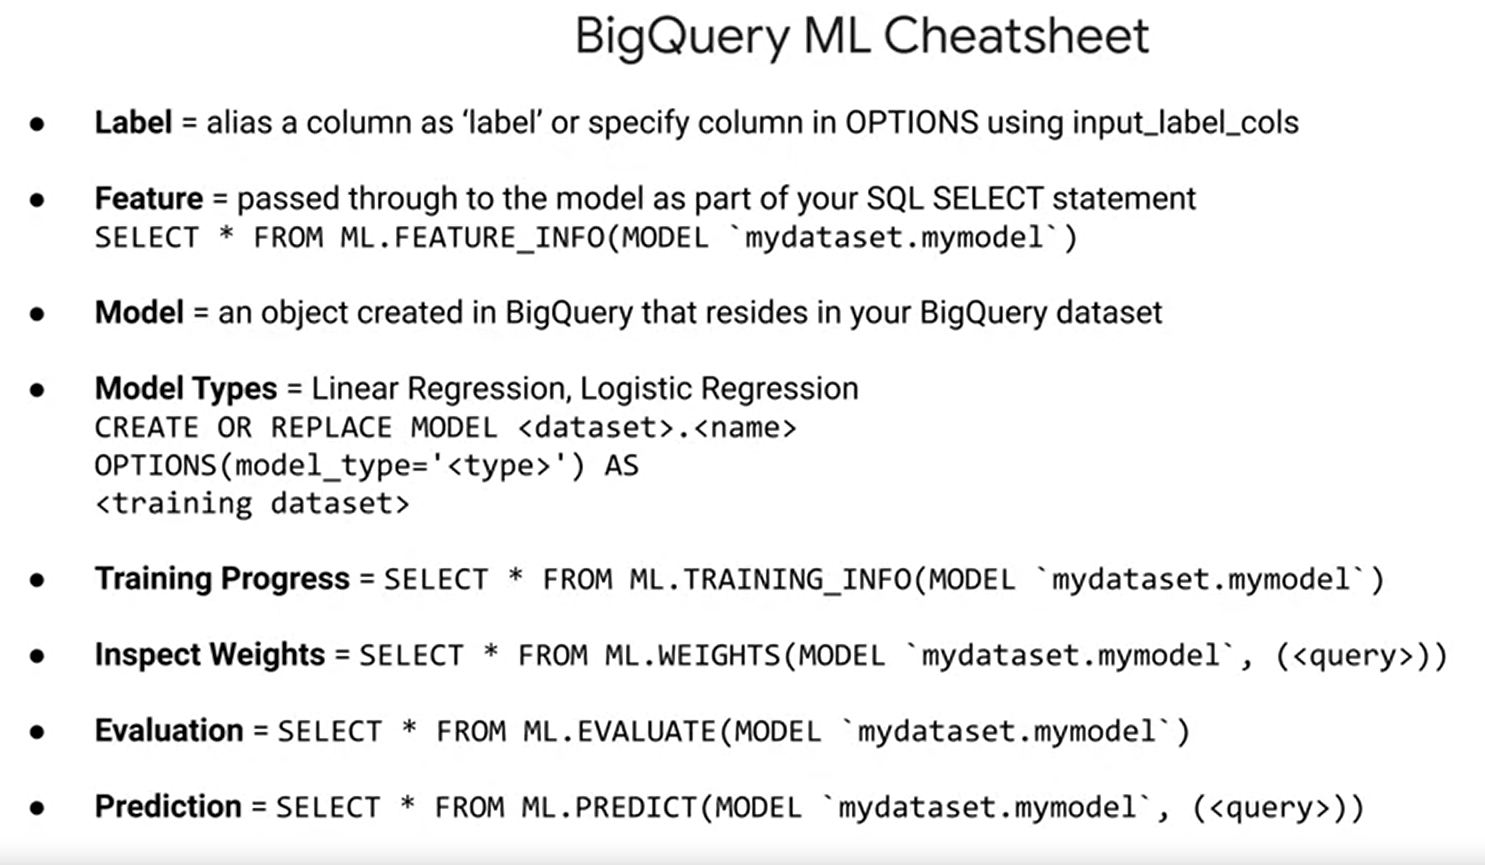 BigQuery ML Cheatsheet
● Label = alias a column as ‘label’ or specify column in OPTIONS using input_label_cols
● Feature = passed through to the model as part of your SQL SELECT statement
SELECT * FROM ML.FEATURE_INFO(MODEL `mydataset.mymodel`)
● Model = an object created in BigQuery that resides in your BigQuery dataset
● Model Types = Linear Regression, Logistic Regression
CREATE OR REPLACE MODEL <dataset>.<name>
OPTIONS(model_type='<type>') AS
<training dataset>
● Training Progress = SELECT * FROM ML.TRAINING_INFO(MODEL `mydataset.mymodel`)
● Inspect Weights = SELECT * FROM ML.WEIGHTS(MODEL `mydataset.mymodel`, (<query>))
● Evaluation = SELECT * FROM ML.EVALUATE(MODEL `mydataset.mymodel`)
● Prediction = SELECT * FROM ML.PREDICT(MODEL `mydataset.mymodel`, (<query>))